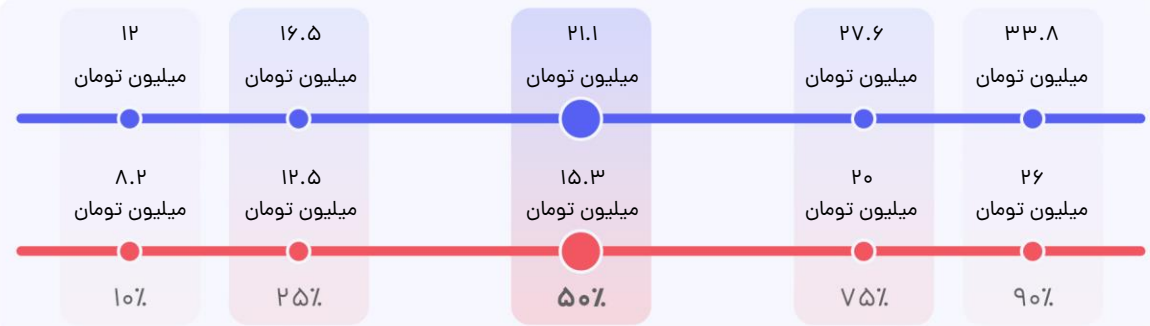 ۱۲
میلیون تومان
۱۶.۵
میلیون تومان
۲۱.۱
میلیون تومان
۲۷.۶
میلیون تومان
۳۳.۸
میلیون تومان
۸.۲
میلیون تومان
۱۲.۵
میلیون تومان
۱۵.۳
میلیون تومان
۲۰
میلیون تومان
۲۶
میلیون تومان
۱۰٪
۲۵٪
۵۰٪
۷۵٪
۹۰٪